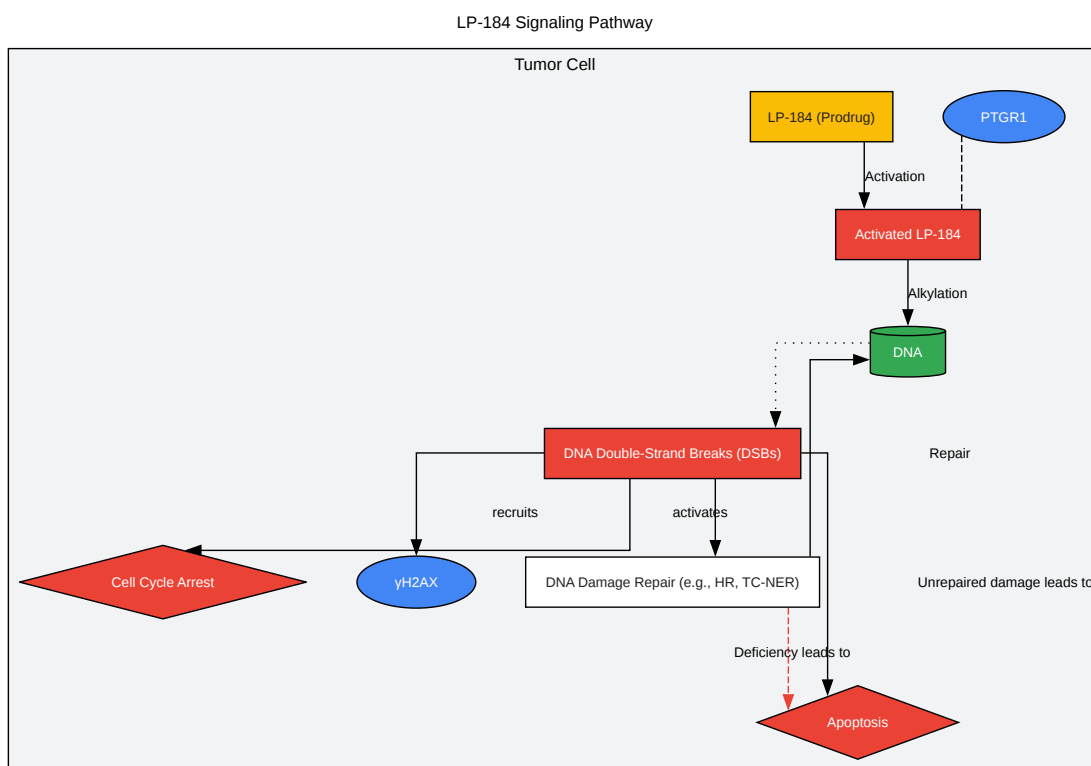 LP-184 Signaling Pathway
Tumor Cell
LP-184 (Prodrug)
PTGR1
Activation
Activated LP-184
Alkylation
DNA
DNA Double-Strand Breaks (DSBs)
Repair
recruits
activates
Cell Cycle Arrest
γH2AX
DNA Damage Repair (e.g., HR, TC-NER)
Unrepaired damage leads to
Deficiency leads to
Apoptosis